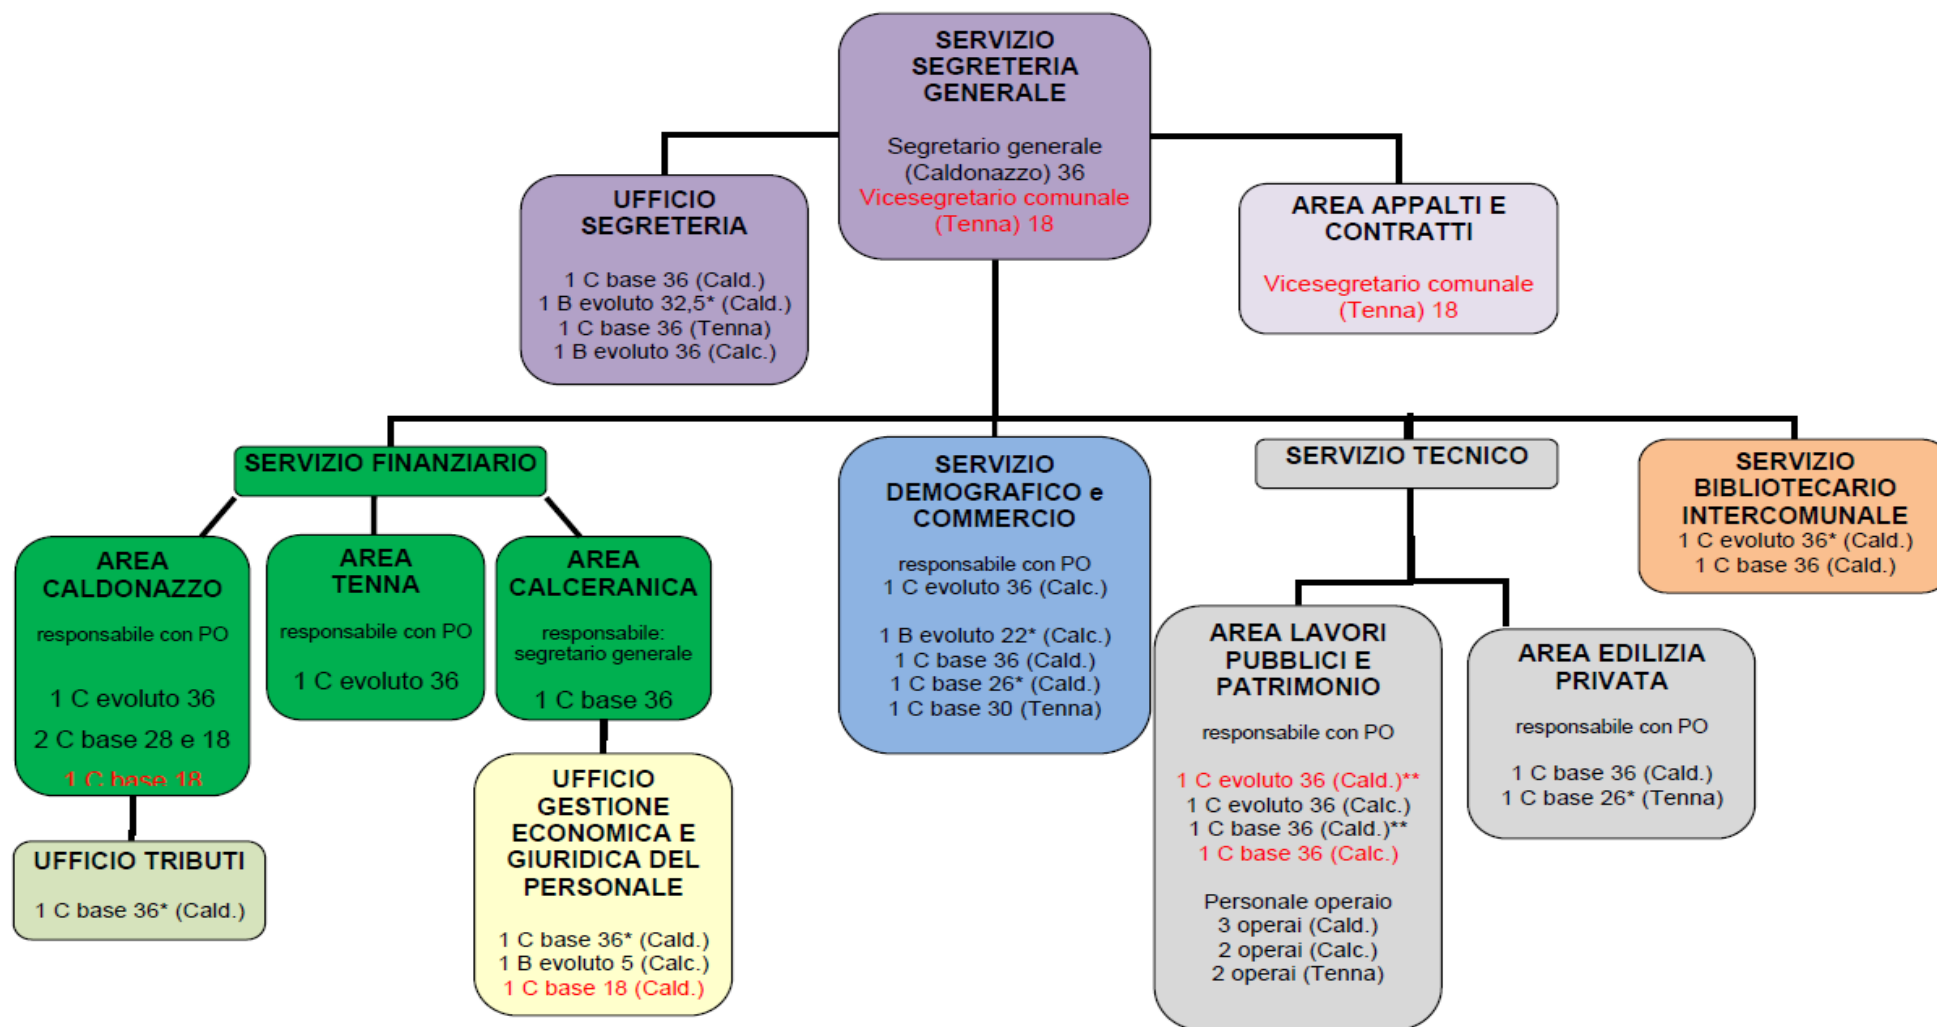 SERVIZIO
SEGRETERIA
GENERALE
Segretario generale
(Caldonazzo) 36
Vicesegretario comunale
(Tenna) 18
UFFICIO
SEGRETERIA
1 C base 36 (Cald.)
1 B evoluto 32,5* (Cald.)
1 C base 36 (Tenna)
1 B evoluto 36 (Calc.)
AREA APPALTI E
CONTRATTI
Vicesegretario comunale
(Tenna) 18
SERVIZIO FINANZIARIO
AREA
CALDONAZZO
responsabile con PO
1 C evoluto 36
2 C base 28 e 18
1 C base 18
UFFICIO TRIBUTI
1 C base 36* (Cald.)
AREA
TENNA
responsabile con PO
1 C evoluto 36
AREA
CALCERANICA
responsabile:
segretario generale
1 C base 36
UFFICIO
GESTIONE
ECONOMICA E
GIURIDICA DEL
PERSONALE
1 C base 36* (Cald.)
1 B evoluto 5 (Calc.)
1 C base 18 (Cald.)
SERVIZIO
DEMOGRAFICO e
COMMERCIO
responsabile con PO
1 C evoluto 36 (Calc.)
1 B evoluto 22* (Calc.)
1 C base 36 (Cald.)
1 C base 26* (Cald.)
1 C base 30 (Tenna)
SERVIZIO TECNICO
AREA LAVORI
PUBBLICI E
PATRIMONIO
responsabile con PO
1 C evoluto 36 (Cald.)**
1 C evoluto 36 (Calc.)
1 C base 36 (Cald.)**
1 C base 36 (Calc.)
Personale operaio
3 operai (Cald.)
2 operai (Calc.)
2 operai (Tenna)
AREA EDILIZIA
PRIVATA
responsabile con PO
1 C base 36 (Cald.)
1 C base 26* (Tenna)
SERVIZIO
BIBLIOTECARIO
INTERCOMUNALE
1 C evoluto 36* (Cald.)
1 C base 36 (Cald.)